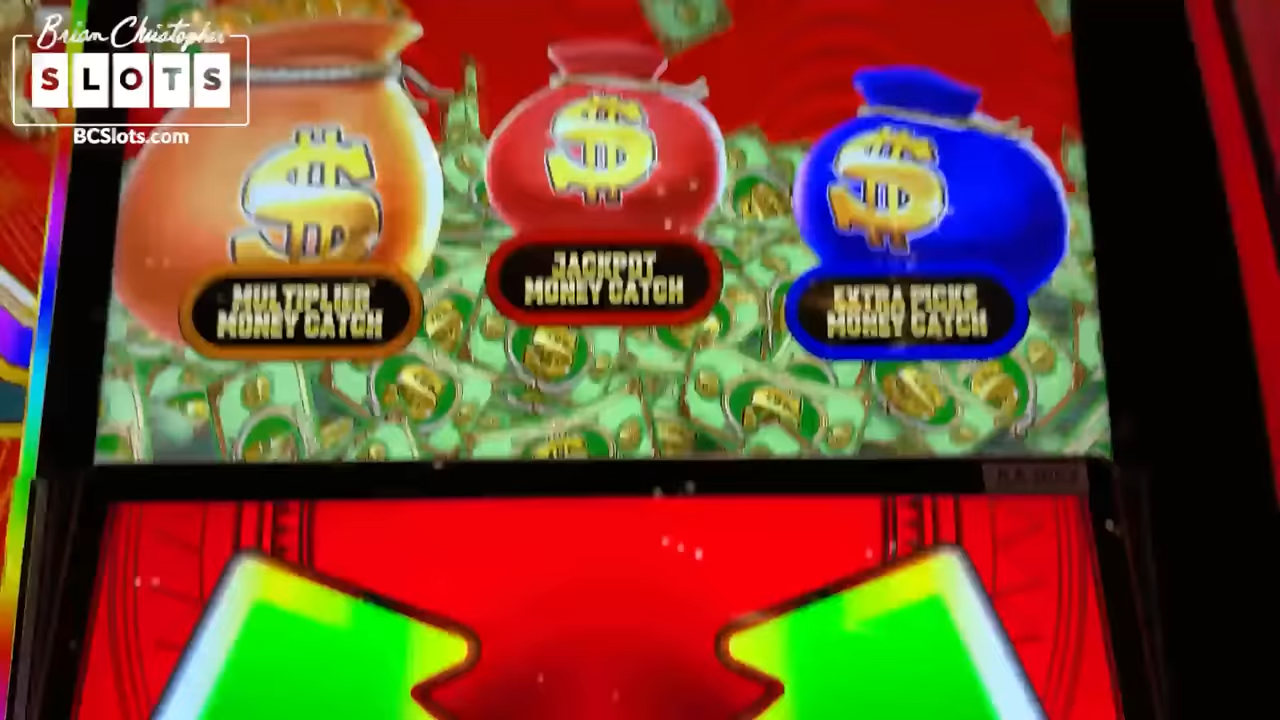 Brian Christopher
SLOTS
BCSlots.com
MULTIPLIER
MONEY CATCH
JACKPOT
MONEY CATCH
EXTRA PICKS
MONEY CATCH